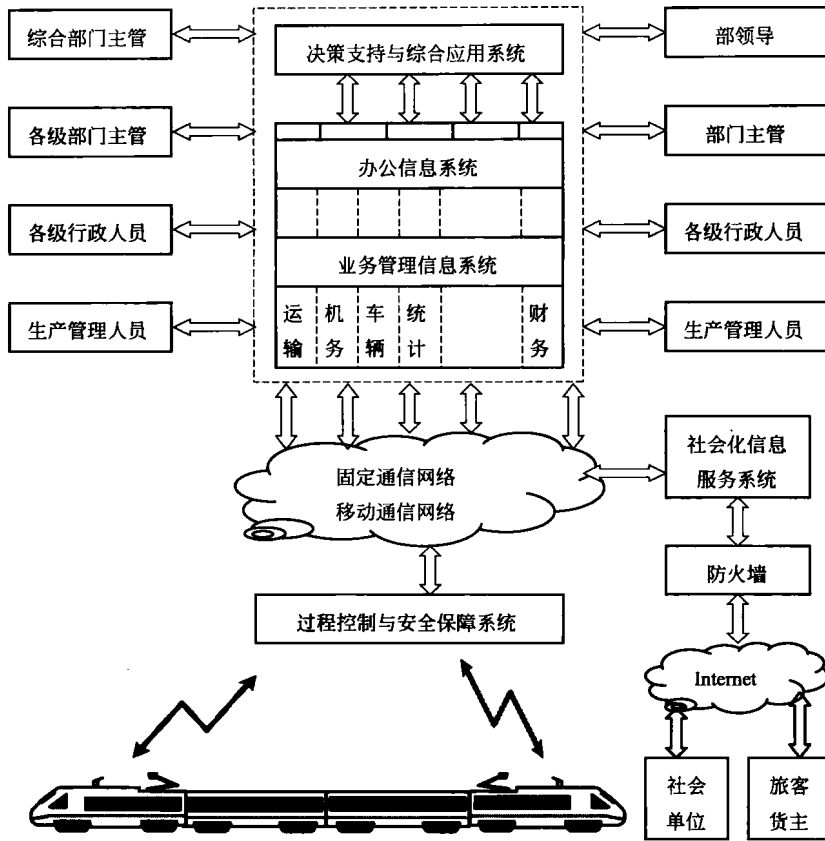 综合部门主管
决策支持与综合应用系统
部领导
各级部门主管
部门主管
办公信息系统
各级行政人员
各级行政人员
业务管理信息系统
生产管理人员
运输
机务
车辆
统计
财务
生产管理人员
固定通信网络
移动通信网络
社会化信息
服务系统
防火墙
过程控制与安全保障系统
Internet
社会
单位
旅客
货主